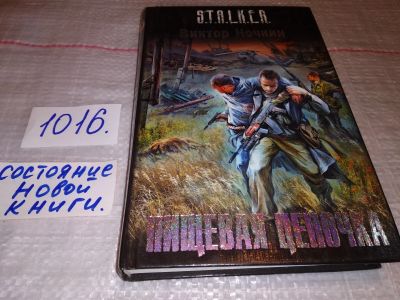 S.T.A.L.K.E.R.
Виктор Ночкин
ПИЩЕВАЯ ЦЕПОЧКА
1016.
СОСТОЯНИЕ
НОВОЙ
КНИГИ.